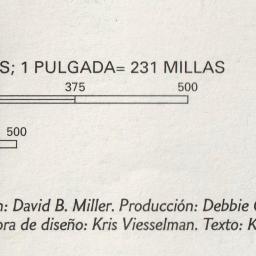 S; 1 PULGADA= 231 MILLAS
375 500
500
n: David B. Miller. Producción: Debbie
ora de diseño: Kris Viesselman. Texto: K